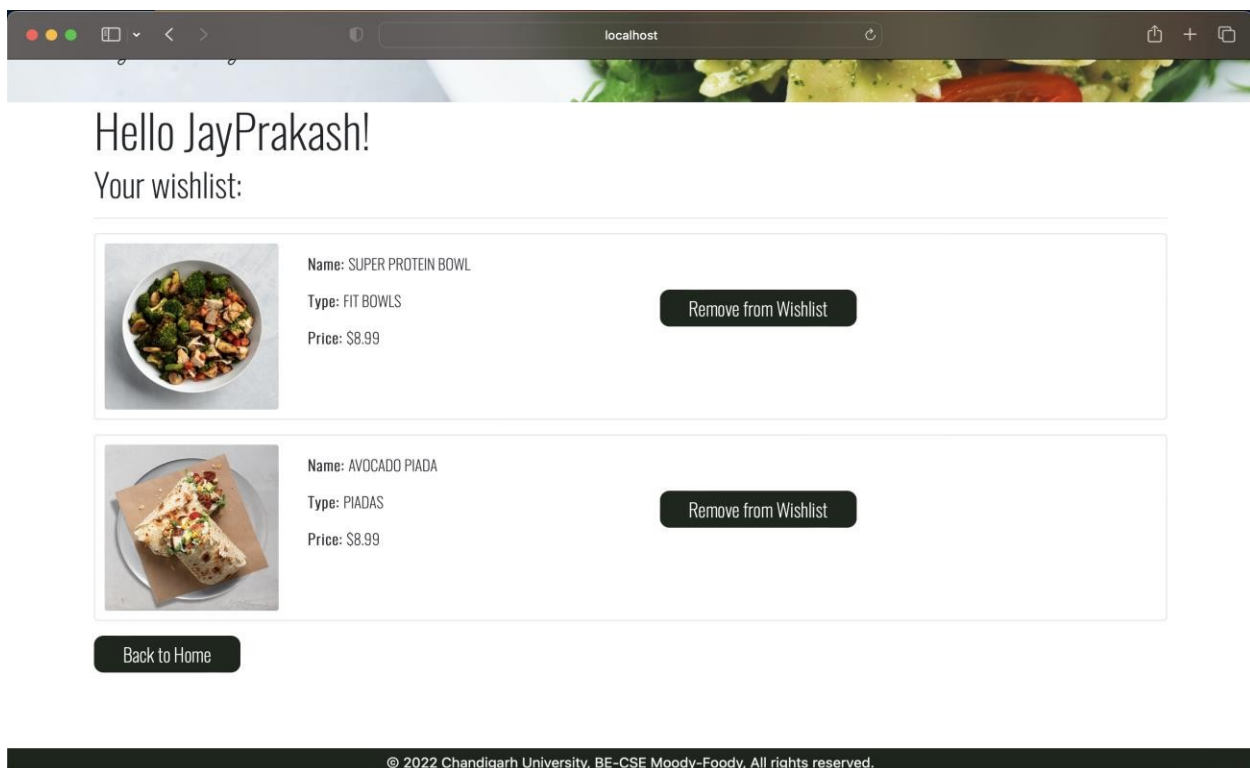 localhost
Hello JayPrakash!
Your wishlist:
Name: SUPER PROTEIN BOWL
Type: FIT BOWLS
Remove from Wishlist
Price: $8.99
Name: AVOCADO PIADA
Type: PIADAS
Remove from Wishlist
Price: $8.99
Back to Home
© 2022 Chandigarh University, BE-CSE Moody-Foody, All rights reserved.